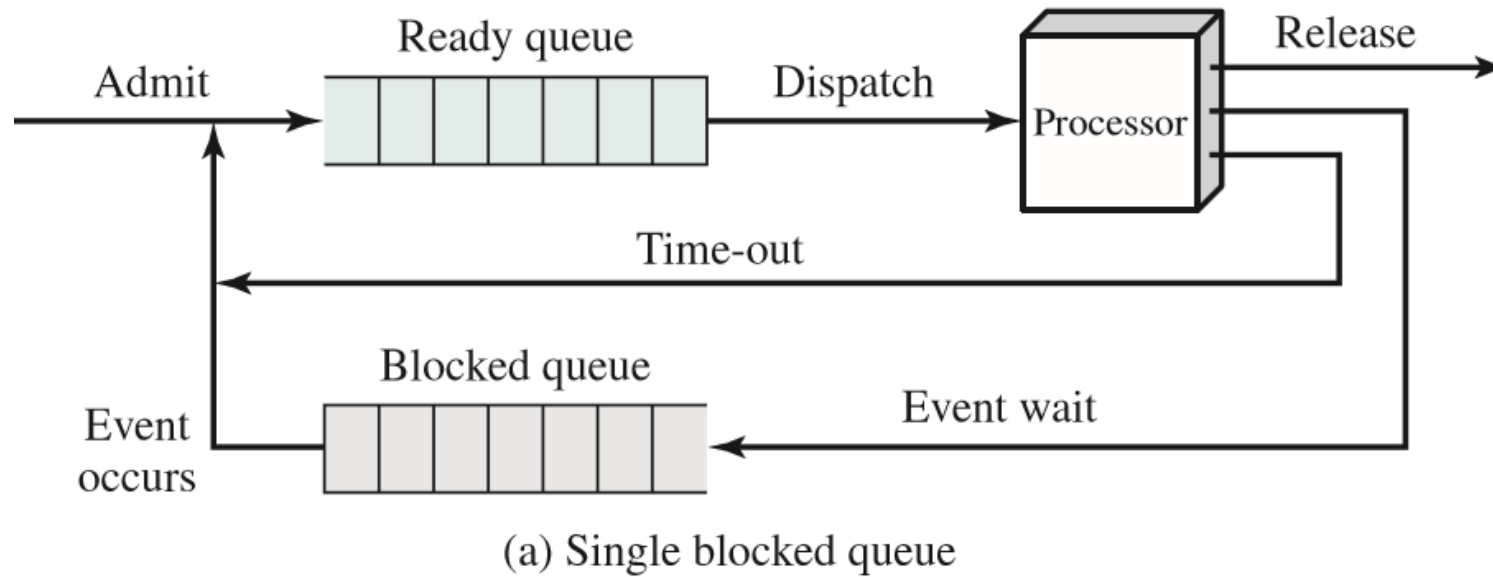 Ready queue
Release
Admit
Dispatch
Processor
Time-out
Blocked queue
Event wait
Event
occurs
(a) Single blocked queue